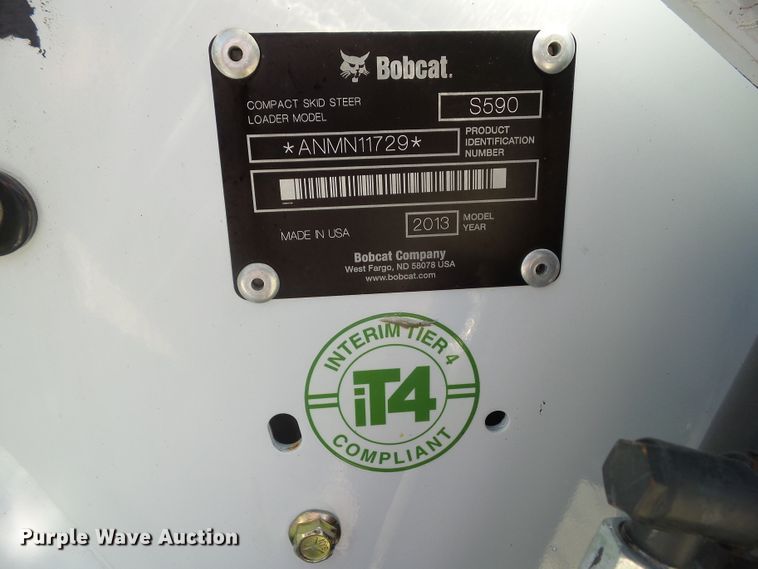 Bobcat.
COMPACT SKID STEER
LOADER MODEL
S590
*ANMN11729*
PRODUCT
IDENTIFICATION
NUMBER
MADE IN USA
2013
MODEL
YEAR
Bobcat Company
West Fargo, ND 58078 USA
www.bobcat.com
INTERIM TIER 4
iT4
COMPLIANT
Purple Wave Auction